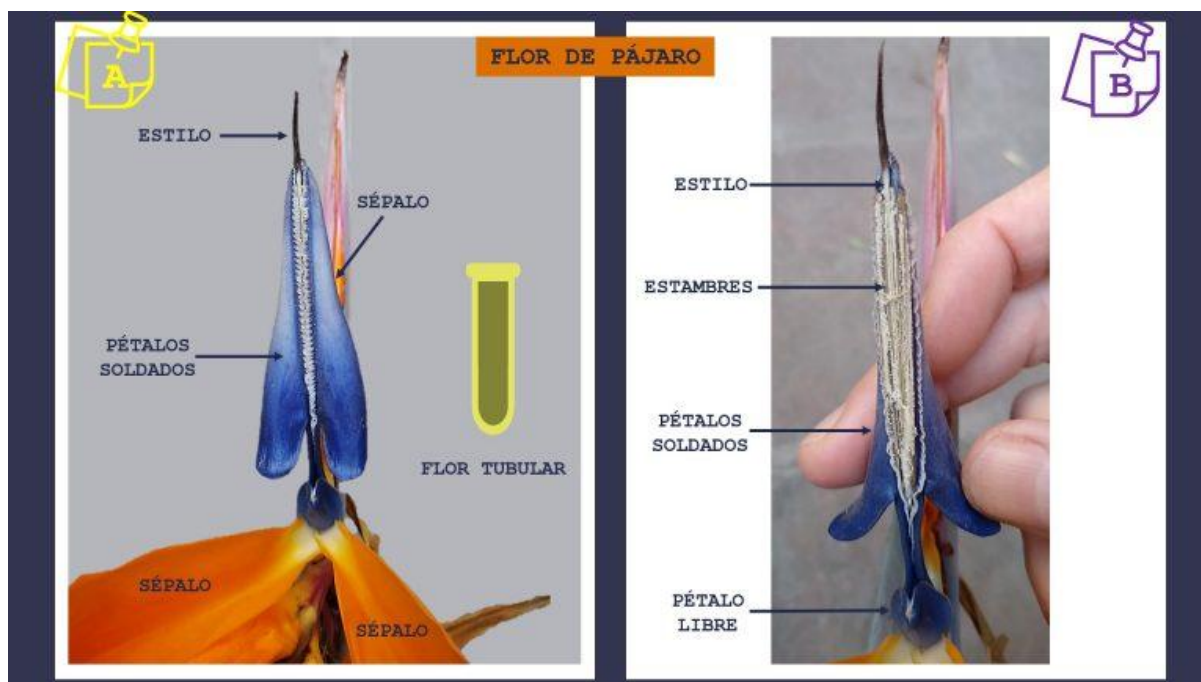 FLOR DE PÁJARO
A
ESTILO
SÉPALO
PÉTALOS
SOLDADOS
FLOR TUBULAR
SÉPALO
SÉPALO
B
ESTILO
ESTAMBRES
PÉTALOS
SOLDADOS
PÉTALO
LIBRE